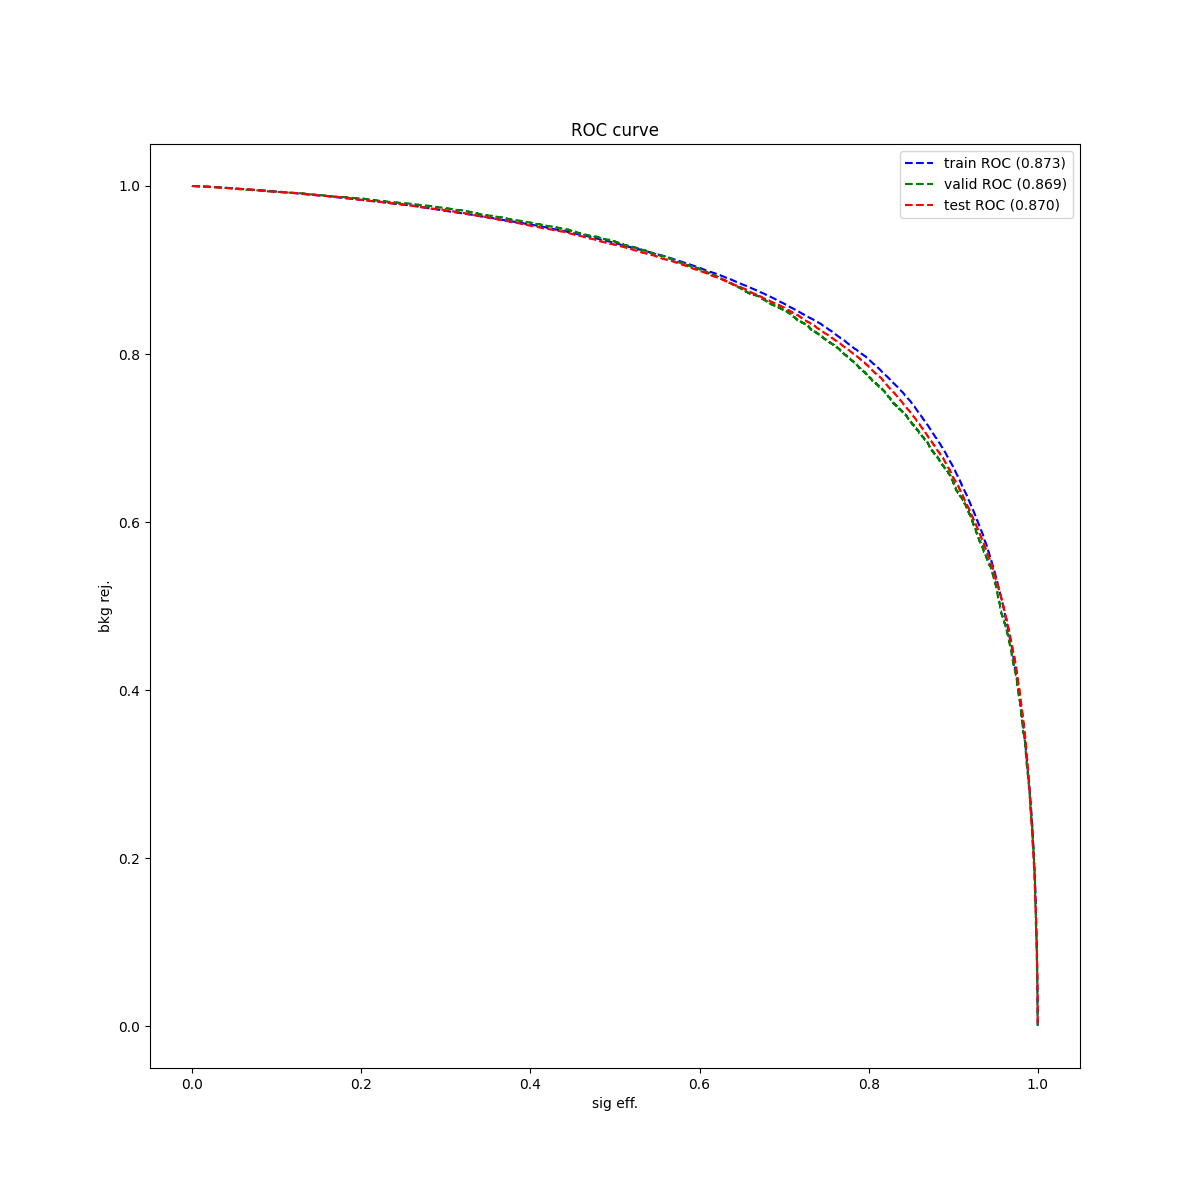 ROC curve
train ROC (0.873)
valid ROC (0.869)
test ROC (0.870)
1.0
0.8
0.6
0.4
0.2
0.0
bkg rej.
0.0 0.2 0.4 0.6 0.8 1.0
sig eff.